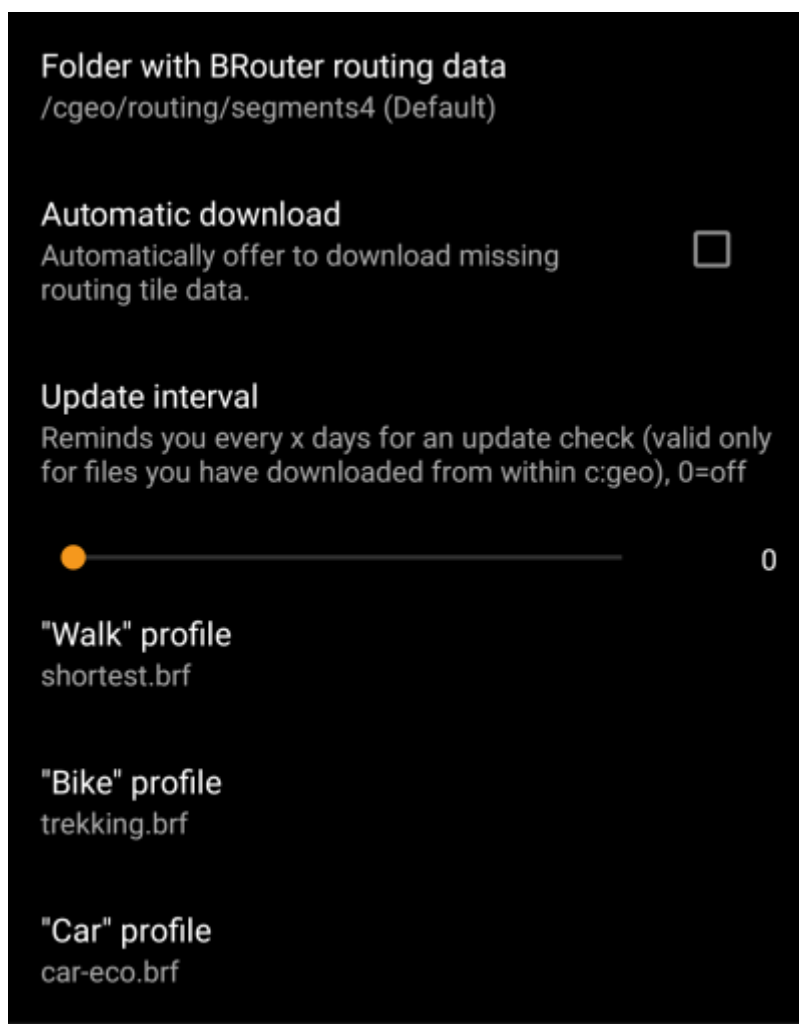 Folder with BRouter routing data
/cgeo/routing/segments4 (Default)
Automatic download
Automatically offer to download missing
routing tile data.
Update interval
Reminds you every x days for an update check (valid only
for files you have downloaded from within c:geo), 0=off
0
"Walk" profile
shortest.brf
"Bike" profile
trekking.brf
"Car" profile
car-eco.brf